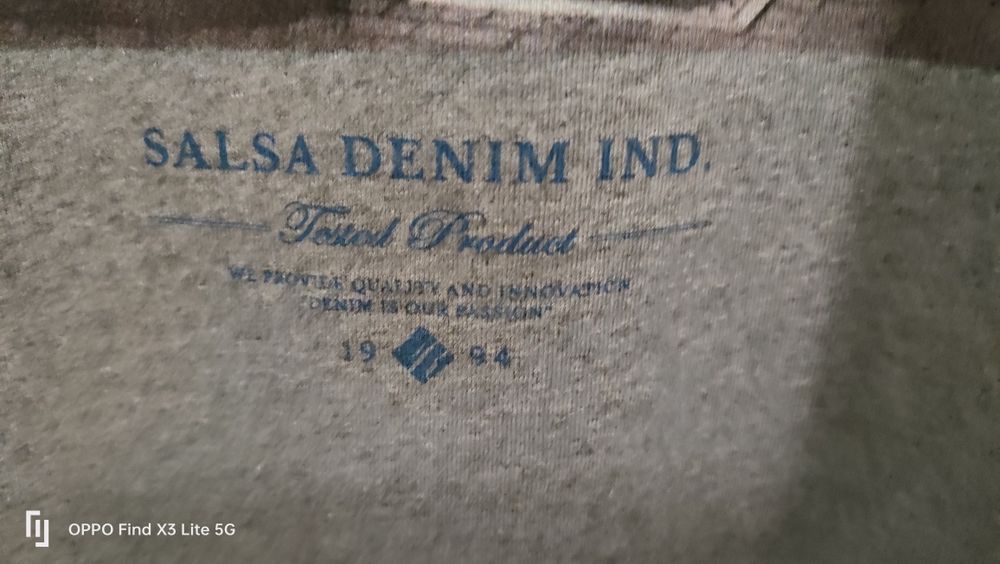 SALSA DENIM IND.
Tested Product
WE PROVIDE QUALITY AND INNOVATION
"DENIM IS OUR PASSION"
19 94
OPPO Find X3 Lite 5G